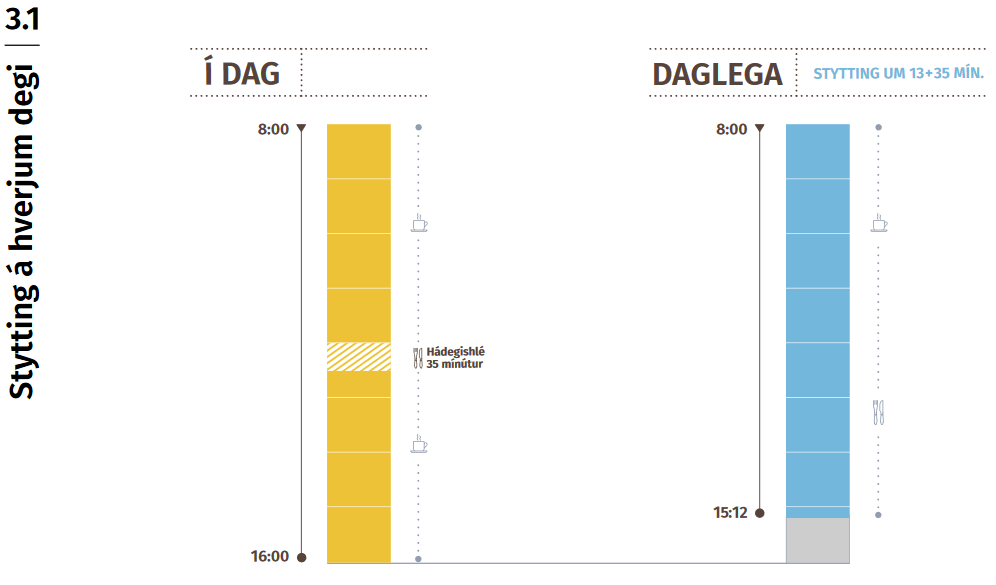 3.1
Stytting á hverjum degi
Í DAG
8:00
Hádegishlé
35 mínútur
16:00
DAGLEGA
STYTTING UM 13+35 MÍN.
8:00
15:12